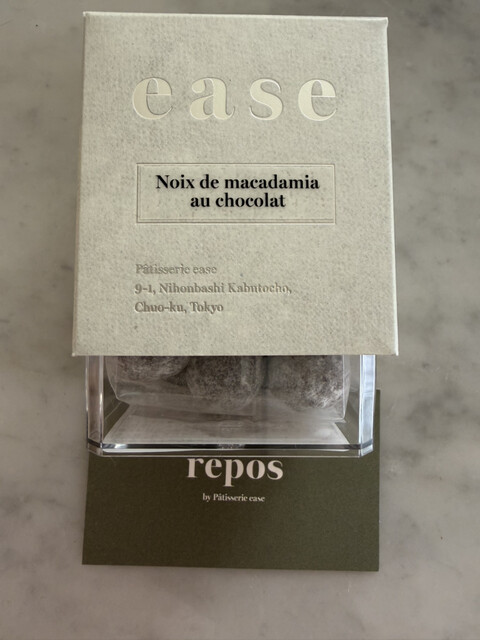 ease
Noix de macadamia
au chocolat
Pâtisserie ease
9-1, Nihonbashi Kabutocho,
Chuo-ku, Tokyo
repos
by Pâtisserie ease